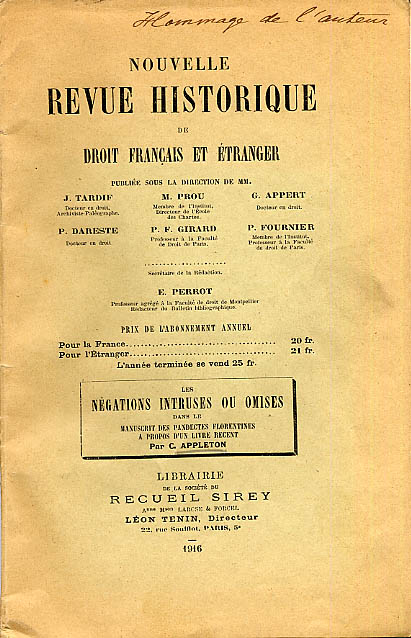 Hommage de l'auteur
NOUVELLE
REVUE HISTORIQUE
DE
DROIT FRANÇAIS ET ÉTRANGER
PUBLIÉE SOUS LA DIRECTION DE MM.
J. TARDIF M. PROU G. APPERT
Docteur en droit, Membre de l'Institut, Docteur en droit.
Archiviste-Paléographe. Directeur de l'École
des Chartes.
P. DARESTE P. F. GIRARD P. FOURNIER
Docteur en droit Professeur à la Faculté Membre de l'Institut,
de Droit de Paris. Professeur à la Faculté
de droit de Paris.
Secrétaire de la Rédaction.
E. PERROT
Professeur agrégé à la Faculté de droit de Montpellier
Rédacteur du Bulletin bibliographique.
PRIX DE L'ABONNEMENT ANNUEL
Pour la France........................................ 20 fr.
Pour l'Étranger....................................... 21 fr.
L'année terminée se vend 25 fr.
LES
NÉGATIONS INTRUSES OU OMISES
DANS LE
MANUSCRIT DES PANDECTES FLORENTINES
A PROPOS D'UN LIVRE RÉCENT
Par C. APPLETON
LIBRAIRIE
DE LA SOCIÉTÉ DU
RECUEIL SIREY
Anne Mson LAROSE & FORCEL
LÉON TENIN, Directeur
22, rue Soufflot, PARIS, 5e
1916